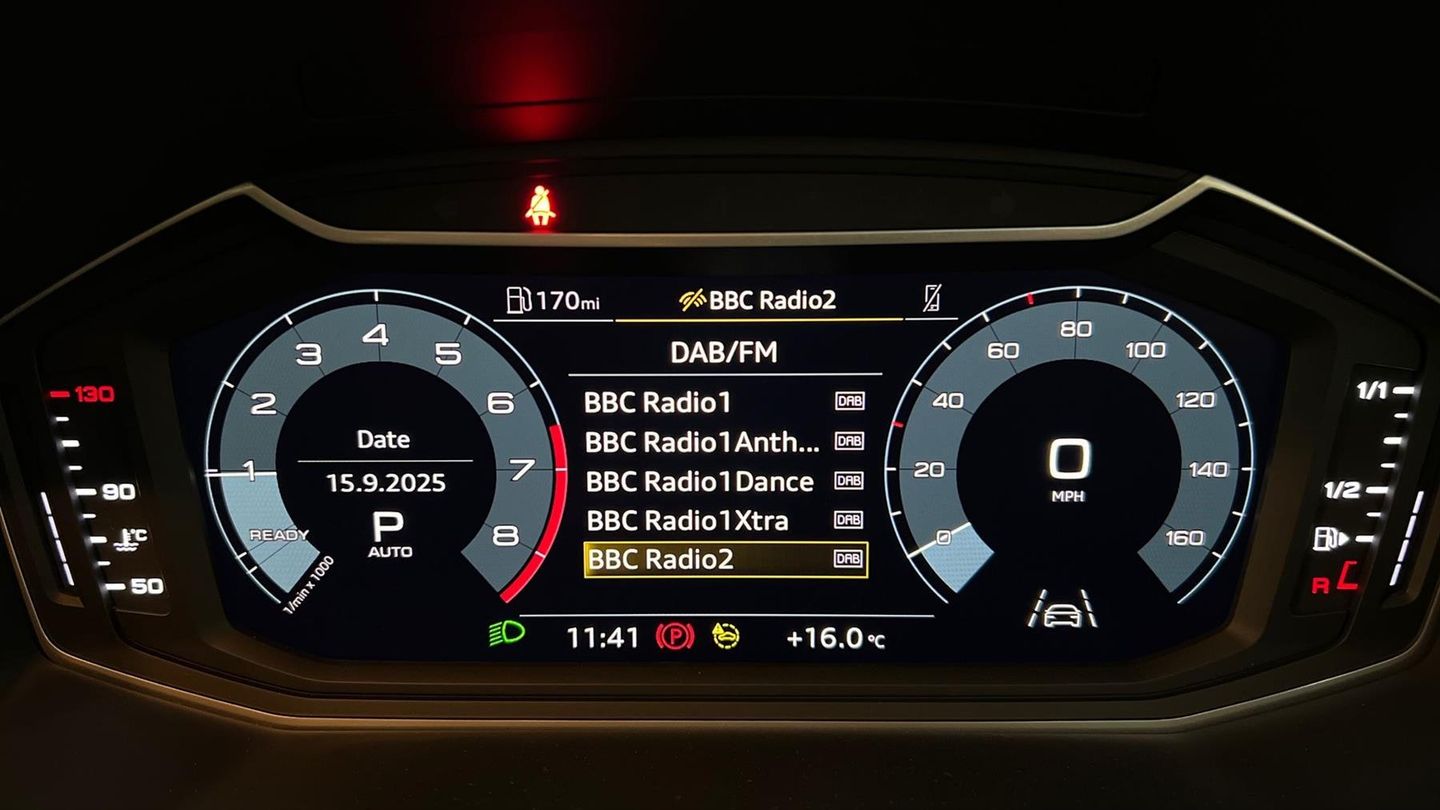 170mi
BBC Radio2
DAB/FM
BBC Radio1 DAB
BBC Radio1Anth... DAB
BBC Radio1Dance DAB
BBC Radio1Xtra DAB
BBC Radio2 DAB
130
90
°C
50
READY
1
2
3
4
5
6
7
8
1/min x 1000
Date
15.9.2025
P
AUTO
0
20
40
60
80
100
120
140
160
0
MPH
1/1
1/2
R
11:41
P
+16.0 °C